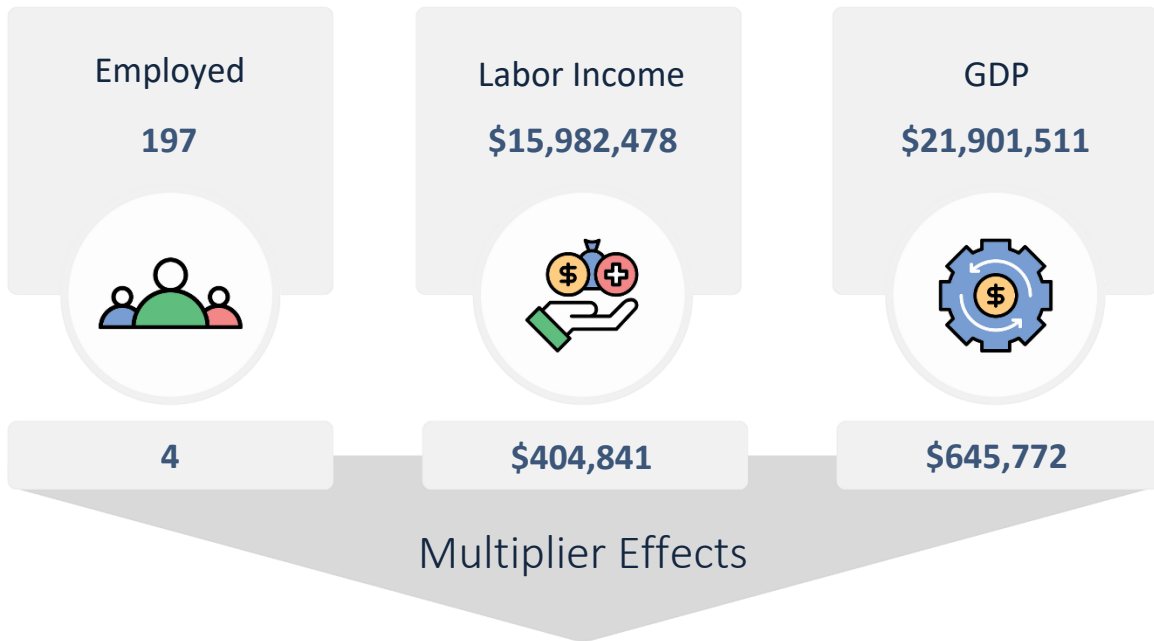 Employed
197
Labor Income
$15,982,478
GDP
$21,901,511
4
$404,841
$645,772
Multiplier Effects